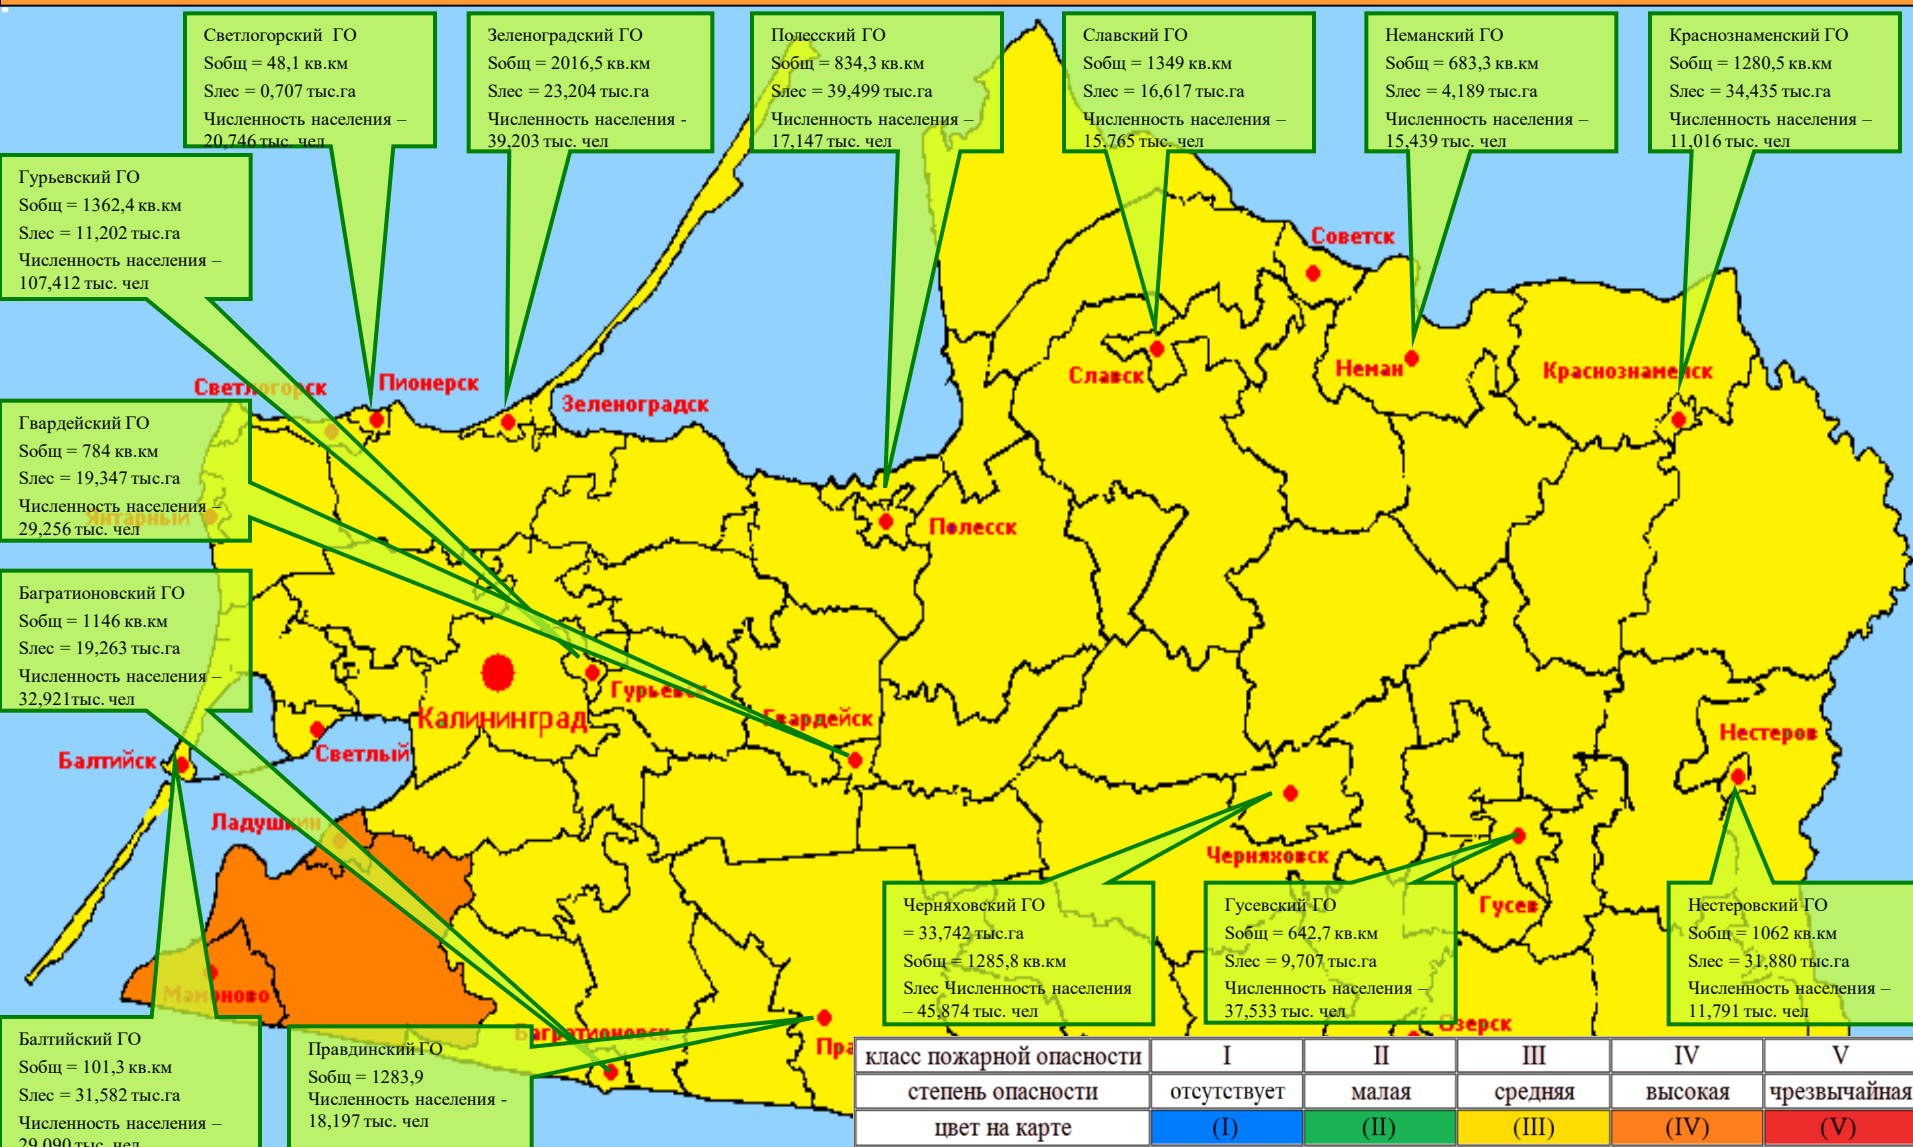 Светлогорский ГО
Sобщ = 48,1 кв.км
Sлес = 0,707 тыс.га
Численность населения –
20,746 тыс. чел
Зеленоградский ГО
Sобщ = 2016,5 кв.км
Sлес = 23,204 тыс.га
Численность населения -
39,203 тыс. чел
Полесский ГО
Sобщ = 834,3 кв.км
Sлес = 39,499 тыс.га
Численность населения –
17,147 тыс. чел
Славский ГО
Sобщ = 1349 кв.км
Sлес = 16,617 тыс.га
Численность населения –
15,765 тыс. чел
Неманский ГО
Sобщ = 683,3 кв.км
Sлес = 4,189 тыс.га
Численность населения –
15,439 тыс. чел
Краснознаменский ГО
Sобщ = 1280,5 кв.км
Sлес = 34,435 тыс.га
Численность населения –
11,016 тыс. чел
Гурьевский ГО
Sобщ = 1362,4 кв.км
Sлес = 11,202 тыс.га
Численность населения –
107,412 тыс. чел
Советск
Славск
Неман
Краснознаменск
Светлогорск
Пионерск
Зеленоградск
Гвардейский ГО
Sобщ = 784 кв.км
Sлес = 19,347 тыс.га
Численность населения –
29,256 тыс. чел
Янтарный
Полесск
Багратионовский ГО
Sобщ = 1146 кв.км
Sлес = 19,263 тыс.га
Численность населения –
32,921тыс. чел
Гурьевск
Калининград
Гвардейск
Нестеров
Балтийск
Светлый
Ладушкин
Черняховск
Гусев
Мамоново
Черняховский ГО
= 33,742 тыс.га
Sобщ = 1285,8 кв.км
Sлес Численность населения
– 45,874 тыс. чел
Гусевский ГО
Sобщ = 642,7 кв.км
Sлес = 9,707 тыс.га
Численность населения –
37,533 тыс. чел
Нестеровский ГО
Sобщ = 1062 кв.км
Sлес = 31,880 тыс.га
Численность населения –
11,791 тыс. чел
Озерск
Багратионовск
Пра
Балтийский ГО
Sобщ = 101,3 кв.км
Sлес = 31,582 тыс.га
Численность населения –
29,090 тыс. чел
Правдинский ГО
Sобщ = 1283,9
Численность населения -
18,197 тыс. чел
класс пожарной опасности I II III IV V
степень опасности отсутствует малая средняя высокая чрезвычайная
цвет на карте (I) (II) (III) (IV) (V)